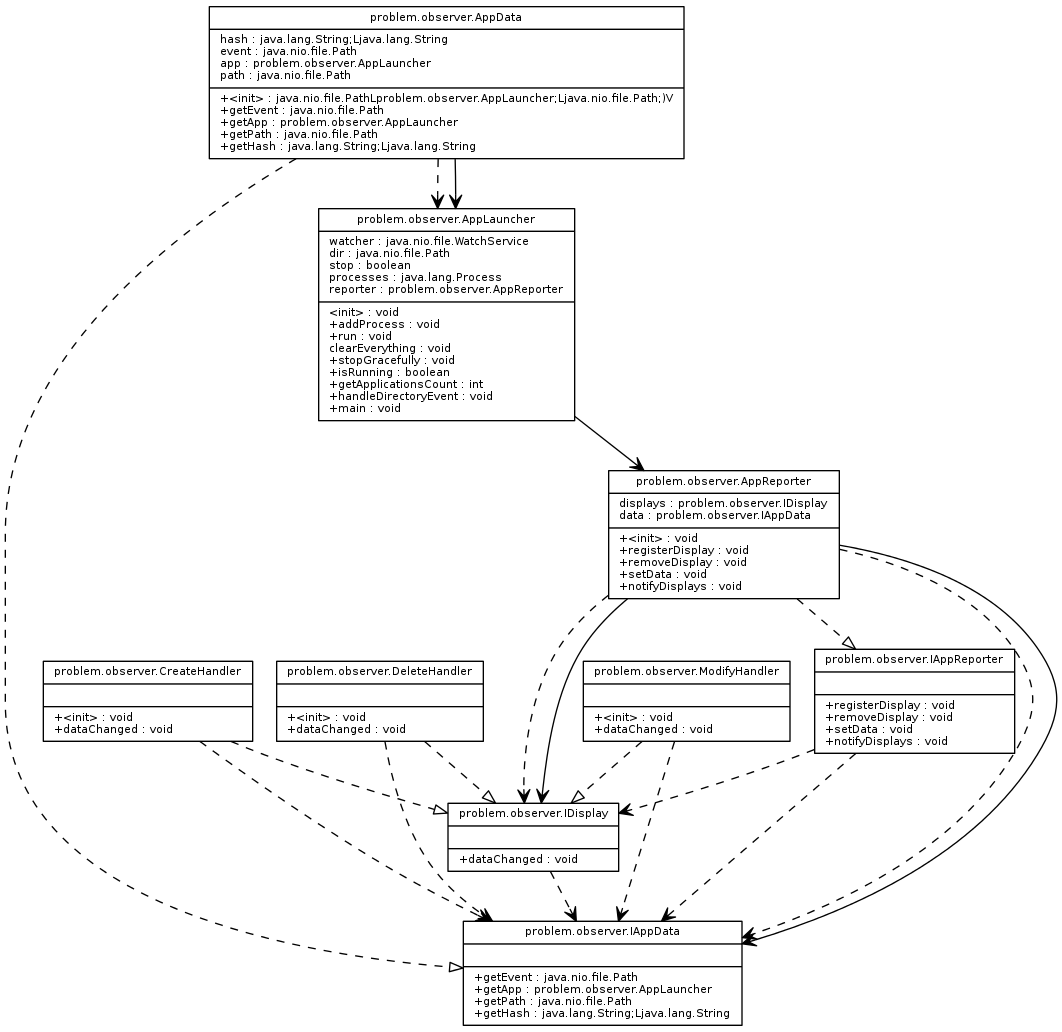 problem.observer.AppData
hash : java.lang.String;Ljava.lang.String
event : java.nio.file.Path
app : problem.observer.AppLauncher
path : java.nio.file.Path
+<init> : java.nio.file.PathLproblem.observer.AppLauncher;Ljava.nio.file.Path;)V
+getEvent : java.nio.file.Path
+getApp : problem.observer.AppLauncher
+getPath : java.nio.file.Path
+getHash : java.lang.String;Ljava.lang.String
problem.observer.AppLauncher
watcher : java.nio.file.WatchService
dir : java.nio.file.Path
stop : boolean
processes : java.lang.Process
reporter : problem.observer.AppReporter
<init> : void
+addProcess : void
+run : void
clearEverything : void
+stopGracefully : void
+isRunning : boolean
+getApplicationsCount : int
+handleDirectoryEvent : void
+main : void
problem.observer.AppReporter
displays : problem.observer.IDisplay
data : problem.observer.IAppData
+<init> : void
+registerDisplay : void
+removeDisplay : void
+setData : void
+notifyDisplays : void
problem.observer.CreateHandler
+<init> : void
+dataChanged : void
problem.observer.DeleteHandler
+<init> : void
+dataChanged : void
problem.observer.ModifyHandler
+<init> : void
+dataChanged : void
problem.observer.IAppReporter
+registerDisplay : void
+removeDisplay : void
+setData : void
+notifyDisplays : void
problem.observer.IDisplay
+dataChanged : void
problem.observer.IAppData
+getEvent : java.nio.file.Path
+getApp : problem.observer.AppLauncher
+getPath : java.nio.file.Path
+getHash : java.lang.String;Ljava.lang.String